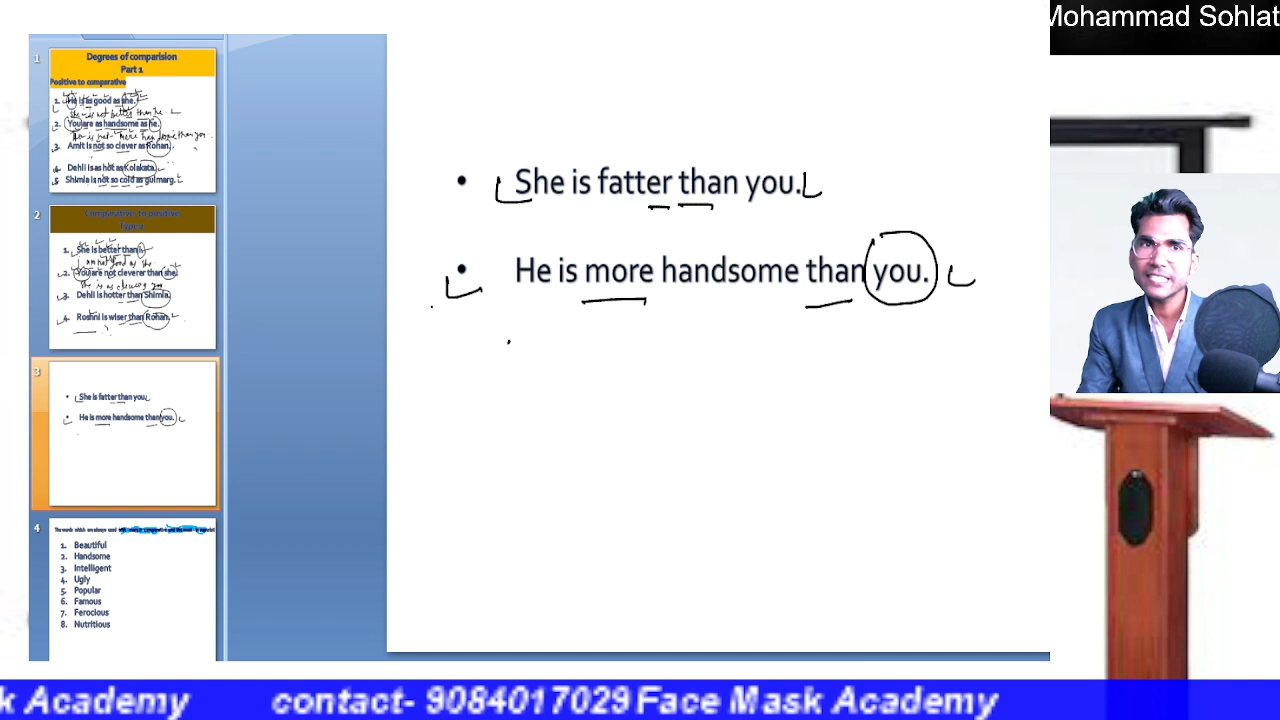 Mohammad Sohlat
1
Degrees of comparision
Part 1
Positive to comparative
1. He is as good as she.
2. You are as handsome as he.
3. Amit is not so clever as Rohan.
4. Dehli is as hot as Kolakata.
5. Shimla is not so cold as gulmarg.
2
Comparative to positive
1. She is better than I.
2. You are not cleverer than she.
3. Dehli is hotter than Shimla.
4. Roshni is wiser than Rohan.
3
She is fatter than you.
He is more handsome than you.
4
1. Beautiful
2. Handsome
3. Intelligent
4. Ugly
5. Popular
6. Famous
7. Ferocious
8. Nutritious
• She is fatter than you.
• He is more handsome than you.
k Academy contact- 9084017029 Face Mask Academy